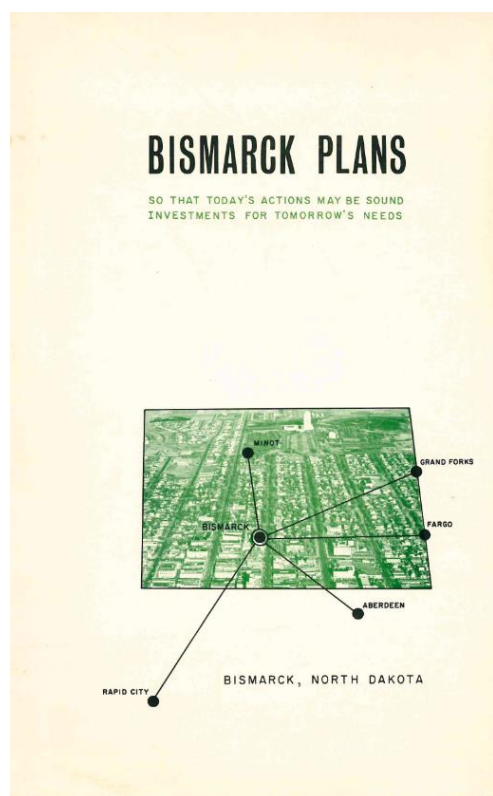 BISMARCK PLANS
SO THAT TODAY'S ACTIONS MAY BE SOUND
INVESTMENTS FOR TOMORROW'S NEEDS
MINOT
GRAND FORKS
BISMARCK
FARGO
ABERDEEN
BISMARCK, NORTH DAKOTA
RAPID CITY